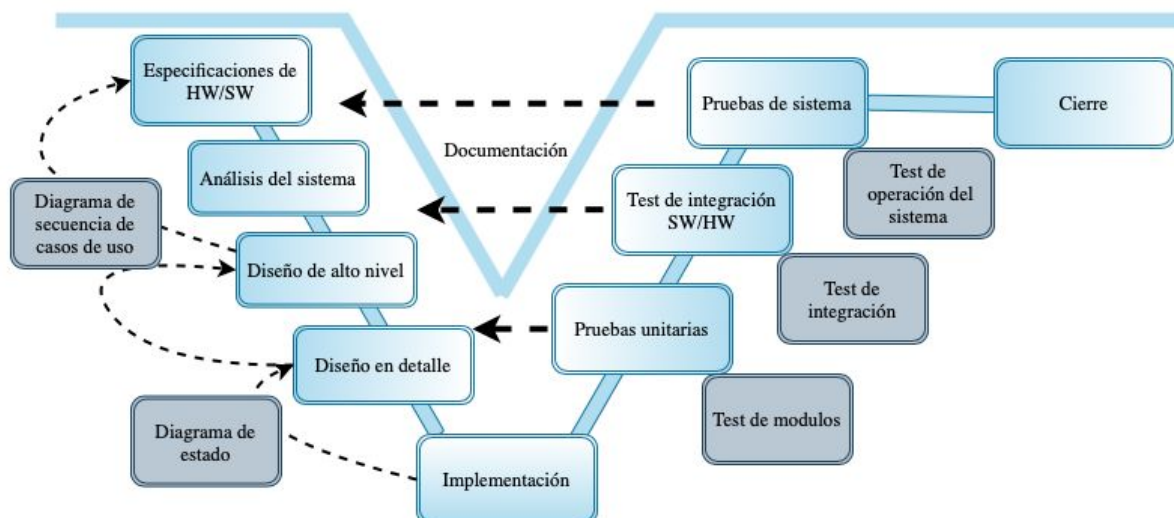 Especificaciones de
HW/SW
Análisis del sistema
Diagrama de
secuencia de
casos de uso
Diseño de alto nivel
Diseño en detalle
Diagrama de
estado
Implementación
Documentación
Pruebas de sistema
Cierre
Test de
operación del
sistema
Test de integración
SW/HW
Test de
integración
Pruebas unitarias
Test de modulos